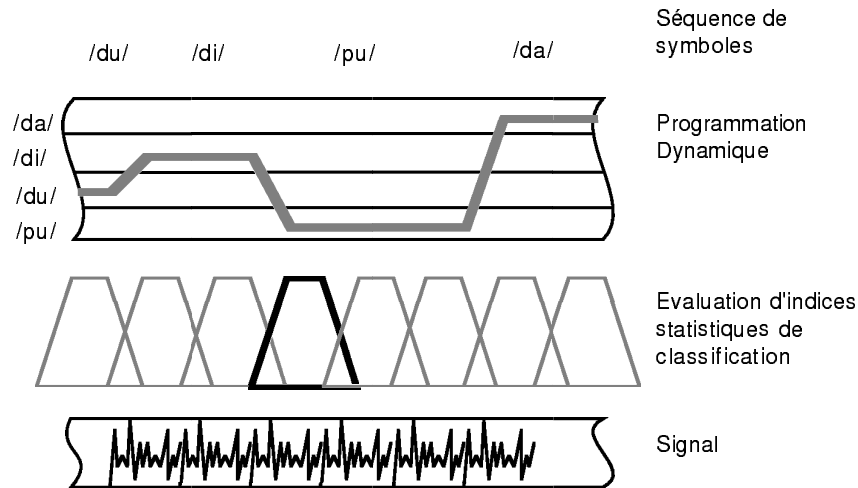 Séquence de
symboles
/du/ /di/ /pu/ /da/
/da/
/di/
/du/
/pu/
Programmation
Dynamique
Evaluation d'indices
statistiques de
classification
Signal